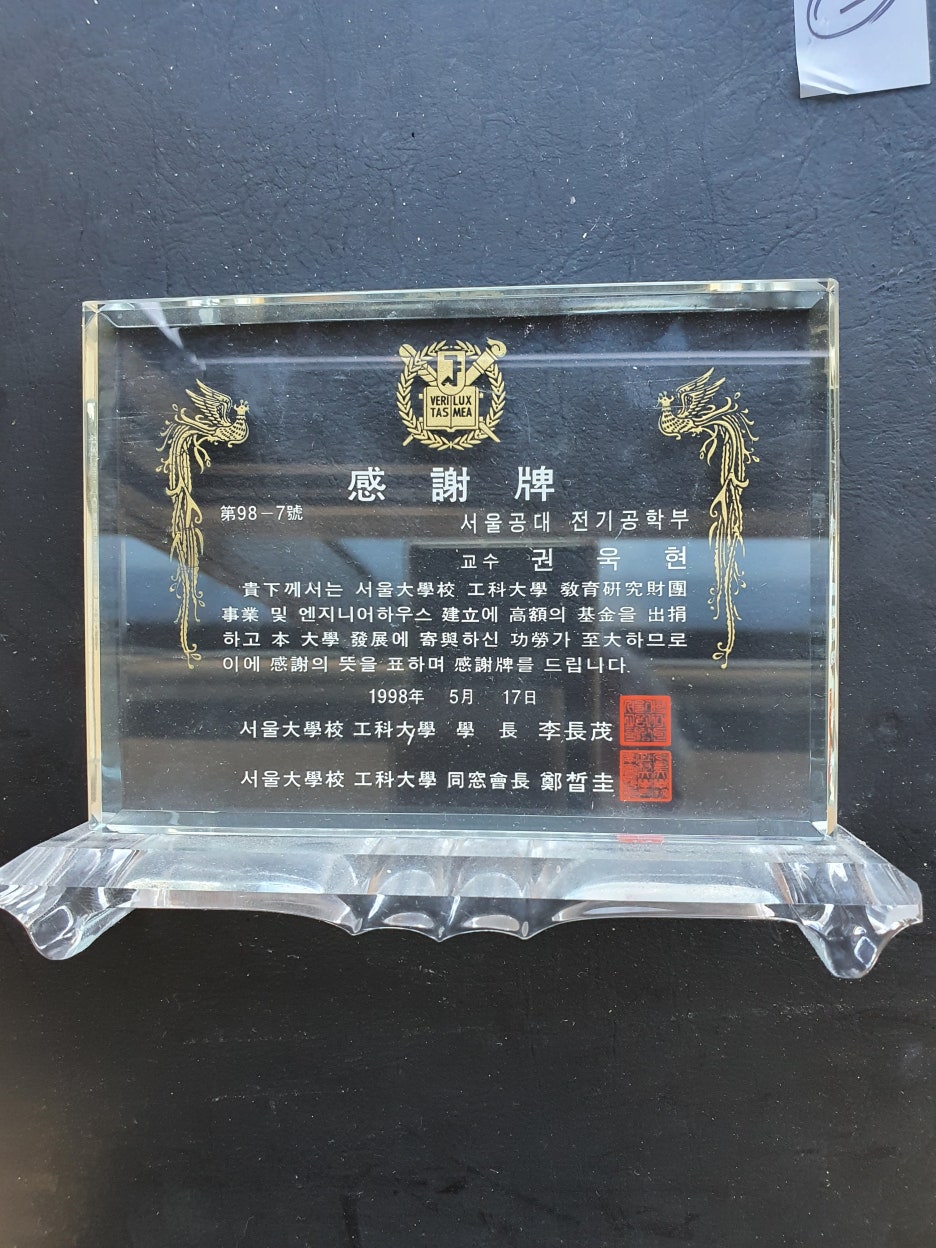 VERI LUX
TAS MEA
感謝牌
第98-7號
서울공대 전기공학부
교수 권 욱 현
貴下께서는 서울大學校 工科大學 敎育硏究財團
事業 및 엔지니어하우스 建立에 高額의 基金을 出捐
하고 本 大學 發展에 寄與하신 功勞가 至大하므로
이에 感謝의 뜻을 표하며 感謝牌를 드립니다.
1998年 5月 17日
서울大學校 工科大學 學 長 李長茂
서울大學校 工科大學 同窓會長 鄭晳圭